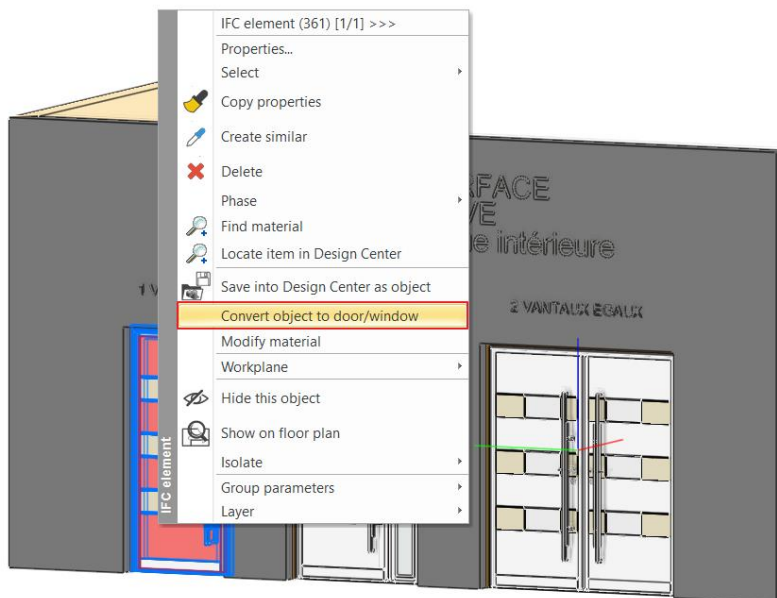 IFC element (361) [1/1] >>>
Properties...
Select
Copy properties
Create similar
Delete
Phase
Find material
Locate item in Design Center
Save into Design Center as object
Convert object to door/window
Modify material
Workplane
Hide this object
Show on floor plan
Isolate
Group parameters
Layer
IFC element
RFACE
VE
e intérieure
1 V
2 VANTAUX EGAUX